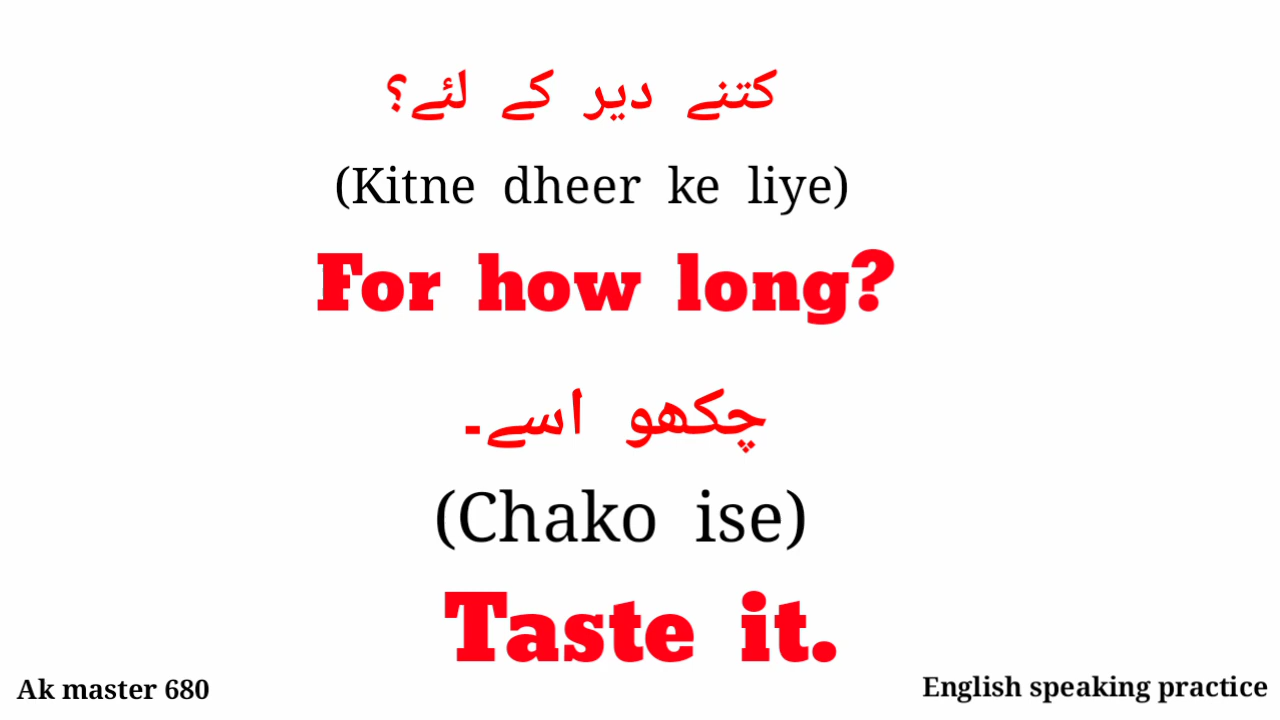 کتنے دیر کے لئے؟
(Kitne dheer ke liye)
For how long?
چکھو اسے۔
(Chako ise)
Taste it.
Ak master 680
English speaking practice